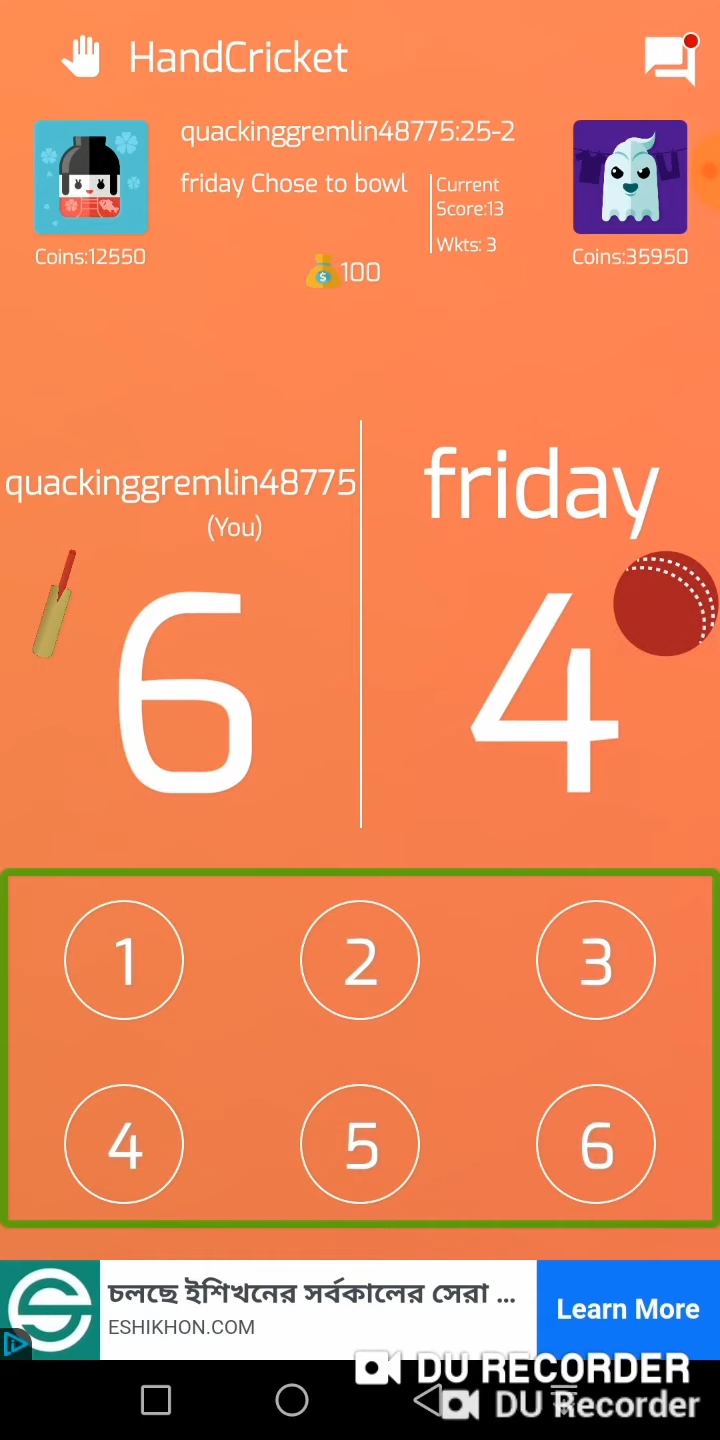 HandCricket
quackinggremlin48775:25-2
friday Chose to bowl
Current
Score:13
Wkts: 3
Coins:12550
100
Coins:35950
quackinggremlin48775
(You)
friday
6
4
1 2 3
4 5 6
চলছে ইশিখনের সর্বকালের সেরা ...
ESHIKHON.COM
Learn More
DU RECORDER
DU Recorder